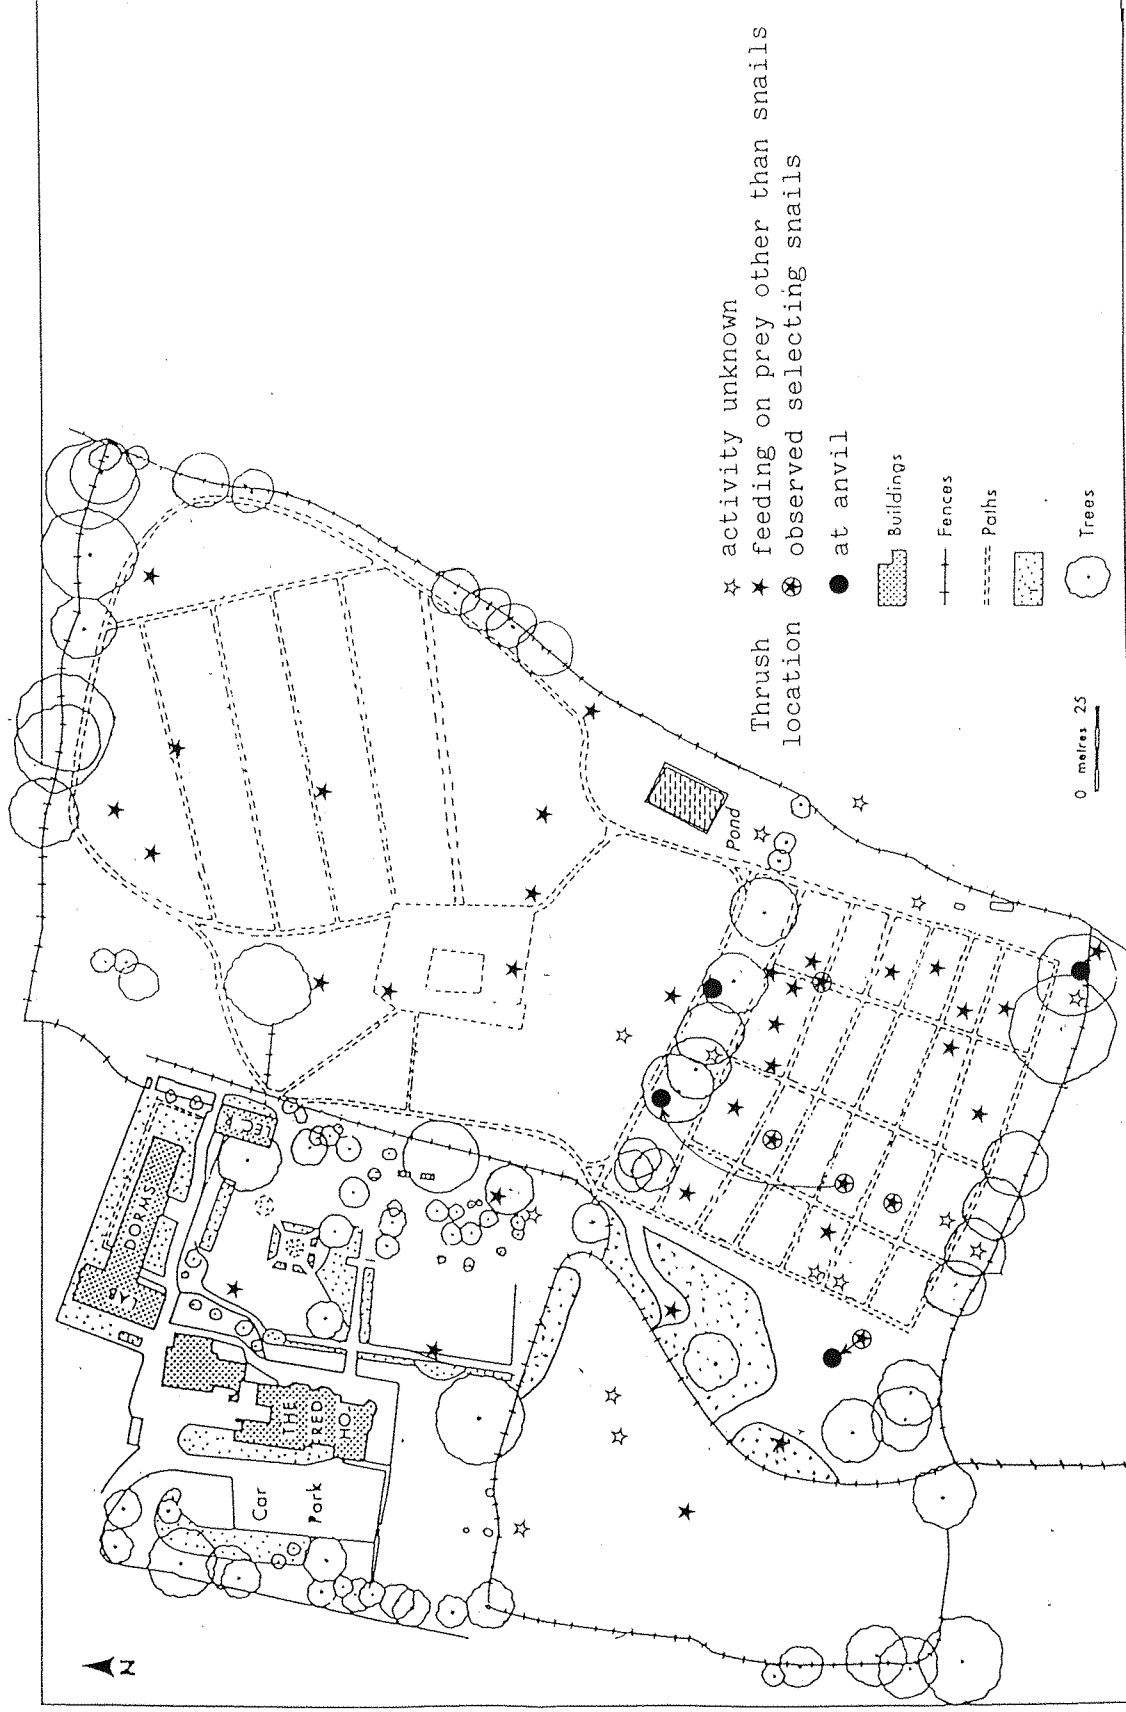 N
Car
Park
THE
FRED
HO
LAB
DORMS
LEC R
Pond
0 metres 25
Thrush
location
activity unknown
feeding on prey other than snails
observed selecting snails
at anvil
Buildings
Fences
Paths
Trees